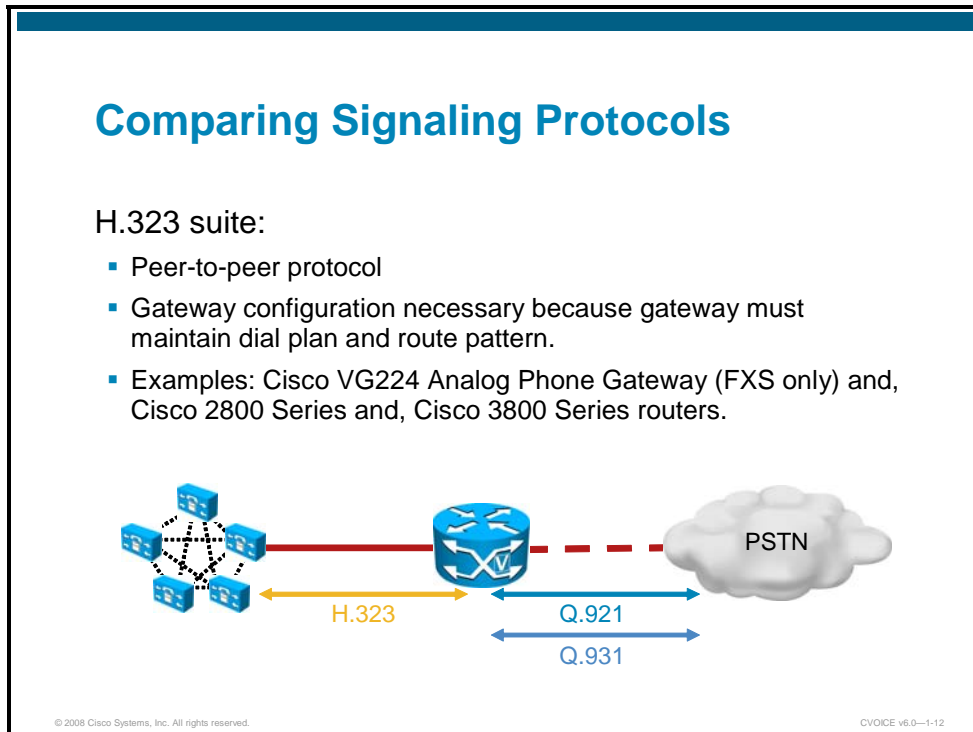 Comparing Signaling Protocols
H.323 suite:
▪ Peer-to-peer protocol
▪ Gateway configuration necessary because gateway must
maintain dial plan and route pattern.
▪ Examples: Cisco VG224 Analog Phone Gateway (FXS only) and,
Cisco 2800 Series and, Cisco 3800 Series routers.
V
PSTN
H.323
Q.921
Q.931
© 2008 Cisco Systems, Inc. All rights reserved.
CVOICE v6.0—1-12